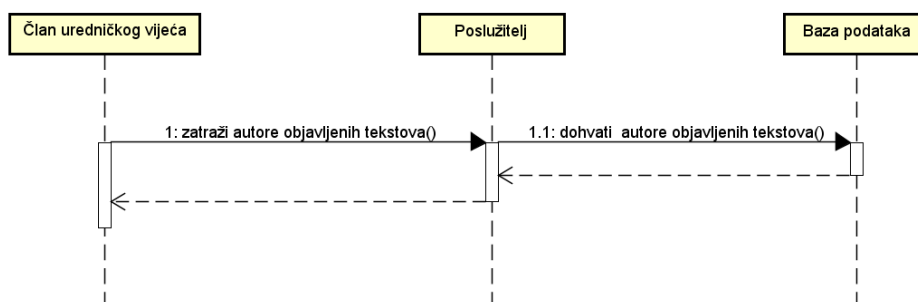 Član uredničkog vijeća
Poslužitelj
Baza podataka
1: zatraži autore objavljenih tekstova()
1.1: dohvati  autore objavljenih tekstova()